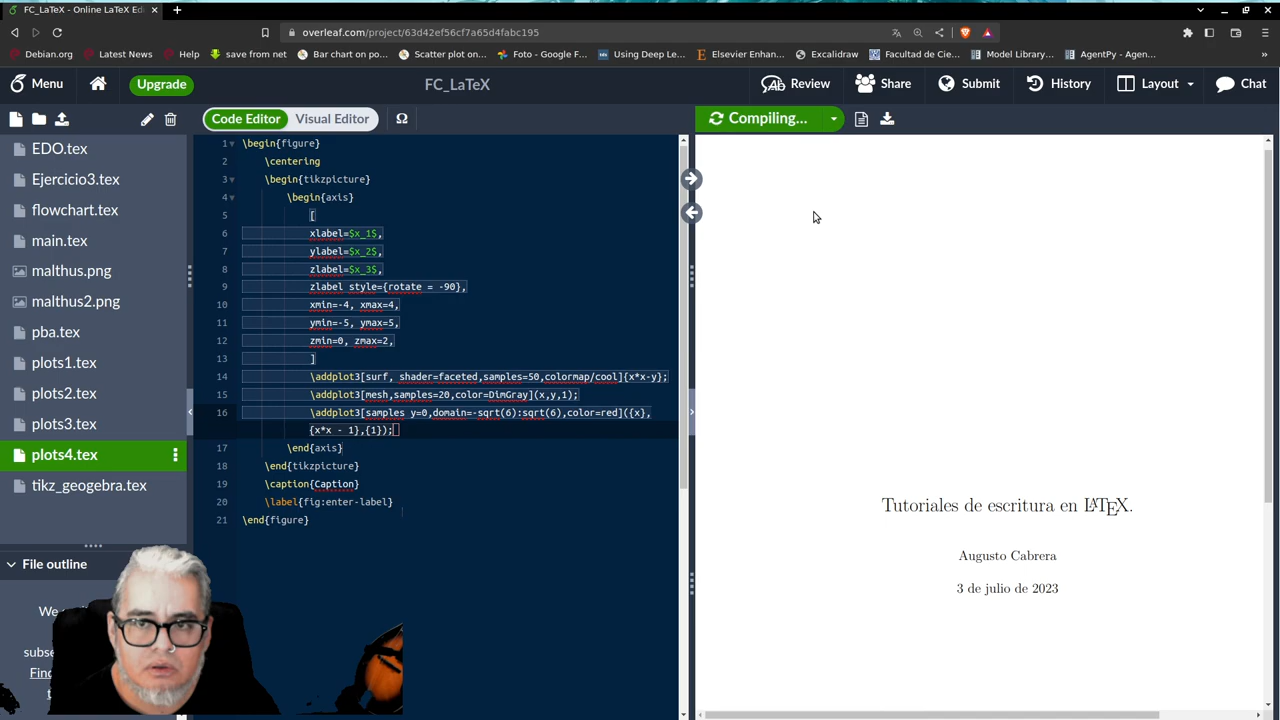 FC_LaTeX - Online LaTeX Edi
overleaf.com/project/63d42ef56cf7a65d4fabc195
Debian.org Latest News Help save from net Bar chart on po... Scatter plot on... Foto - Google F... Using Deep Le... Elsevier Enhan... Excalidraw Facultad de Cie... Model Library... AgentPy - Agen...
Menu Upgrade FC_LaTeX Review Share Submit History Layout Chat
Code Editor Visual Editor Ω Compiling...
EDO.tex
Ejercicio3.tex
flowchart.tex
main.tex
malthus.png
malthus2.png
pba.tex
plots1.tex
plots2.tex
plots3.tex
plots4.tex
tikz_geogebra.tex
File outline
We
subse
Find
1 \begin{figure}
2 \centering
3 \begin{tikzpicture}
4 \begin{axis}
5 [
6 xlabel=$x_1$,
7 ylabel=$x_2$,
8 zlabel=$x_3$,
9 zlabel style={rotate = -90},
10 xmin=-4, xmax=4,
11 ymin=-5, ymax=5,
12 zmin=0, zmax=2,
13 ]
14 \addplot3[surf, shader=faceted,samples=50,colormap/cool]{x*x-y};
15 \addplot3[mesh,samples=20,color=DimGray](x,y,1);
16 \addplot3[samples y=0,domain=-sqrt(6):sqrt(6),color=red]({x},
{x*x - 1},{1});
17 \end{axis}
18 \end{tikzpicture}
19 \caption{Caption}
20 \label{fig:enter-label}
21 \end{figure}
Tutoriales de escritura en LATEX.
Augusto Cabrera
3 de julio de 2023